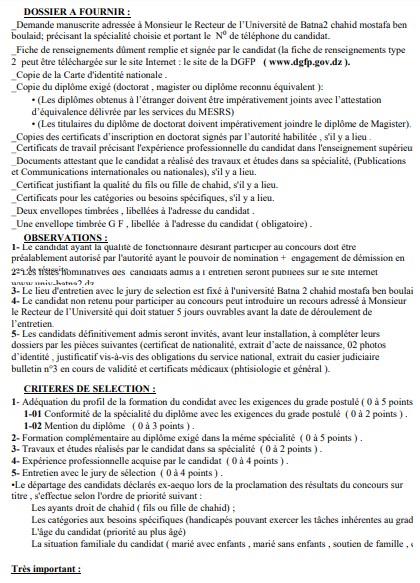 DOSSIER A FOURNIR :
_Demande manuscrite adressée à Monsieur le Recteur de l'Université de Batna2 chahid mostafa ben
boulaid; précisant la spécialité choisie et portant le N° de téléphone du candidat.
_Fiche de renseignements dûment remplie et signée par le candidat (la fiche de renseignements type
2 peut être téléchargée sur le site Internet : le site de la DGFP ( www.dgfp.gov.dz ).
_Copie de la Carte d'identité nationale .
_Copie du diplôme exigé (doctorat , magister ou diplôme reconnu équivalent ):
• (Les diplômes obtenus à l'étranger doivent être impérativement joints avec l'attestation
d'équivalence délivrée par les services du MESRS)
• (Les titulaires du diplôme de doctorat doivent impérativement joindre le diplôme de Magister).
_Copies des certificats d'inscription en doctorat signés par l'autorité habilitée , s'il y a lieu .
_Certificats de travail précisant l'expérience professionnelle du candidat dans l'enseignement supérieu
_Documents attestant que le candidat a réalisé des travaux et études dans sa spécialité, (Publications
et Communications internationales ou nationales), s'il y a lieu.
_Certificat justifiant la qualité du fils ou fille de chahid, s'il y a lieu.
_Certificats pour les catégories ou besoins spécifiques, s'il y a lieu.
_Deux envellopes timbrées , libellées à l'adresse du candidat .
_Une envellope timbrée G F , libellée à l'adresse du candidat ( obligatoire) .
OBSERVATIONS :
1- Le candidat ayant la qualité de fonctionnaire désirant participer au concours doit être
préalablement autorisé par l'autorité ayant le pouvoir de nomination + engagement de démission en
2- Les listes nominatives des candidats admis à l'entretien seront publiées sur le site Internet
www.univ-batna2.dz
3- Le lieu d'entretien avec le jury de selection est fixé à l'université Batna 2 chahid mostafa ben boulai
4- Le candidat non retenu pour participer au concours peut introduire un recours adressé à Monsieur
le Recteur de l'Université qui doit statuer 5 jours ouvrables avant la date de déroulement de
l'entretien.
5- Les candidats définitivement admis seront invités, avant leur installation, à compléter leurs
dossiers par les pièces suivantes (certificat de nationalité, extrait d'acte de naissance, 02 photos
d'identité , justificatif vis-à-vis des obligations du service national, extrait du casier judiciaire
bulletin n°3 en cours de validité et certificats médicaux (phtisiologie et général ).
CRITERES DE SELECTION :
1- Adéquation du profil de la formation du condidat avec les exigences du grade postulé ( 0 à 5 points
1-01 Conformité de la spécialité du diplôme avec les exigences du grade postulé ( 0 à 2 points ) .
1-02 Mention du diplôme ( 0 à 3 points ) .
2- Formation complémentaire au diplôme exigé dans la même spécialité ( 0 à 5 points ) .
3- Travaux et études réalisés par le candidat dans sa spécialité ( 0 à 2 points ) .
4- Expérience professionnelle acquise par le candidat ( 0 à 4 points ) .
5- Entretien avec le jury de sélection ( 0 à 4 points ) .
•Le départage des candidats déclarés ex-aequo lors de la proclamation des résultats du concours sur
titre , s'effectue selon l'ordre de priorité suivant :
Les ayants droit de chahid ( fils ou fille de chahid) ;
Les catégories aux besoins spécifiques (handicapés pouvant exercer les tâches inhérentes au grad
L'âge du candidat (priorité au plus âgé)
La situation familiale du candidat ( marié avec enfants , marié sans enfants , soutien de famille ,
Très important :